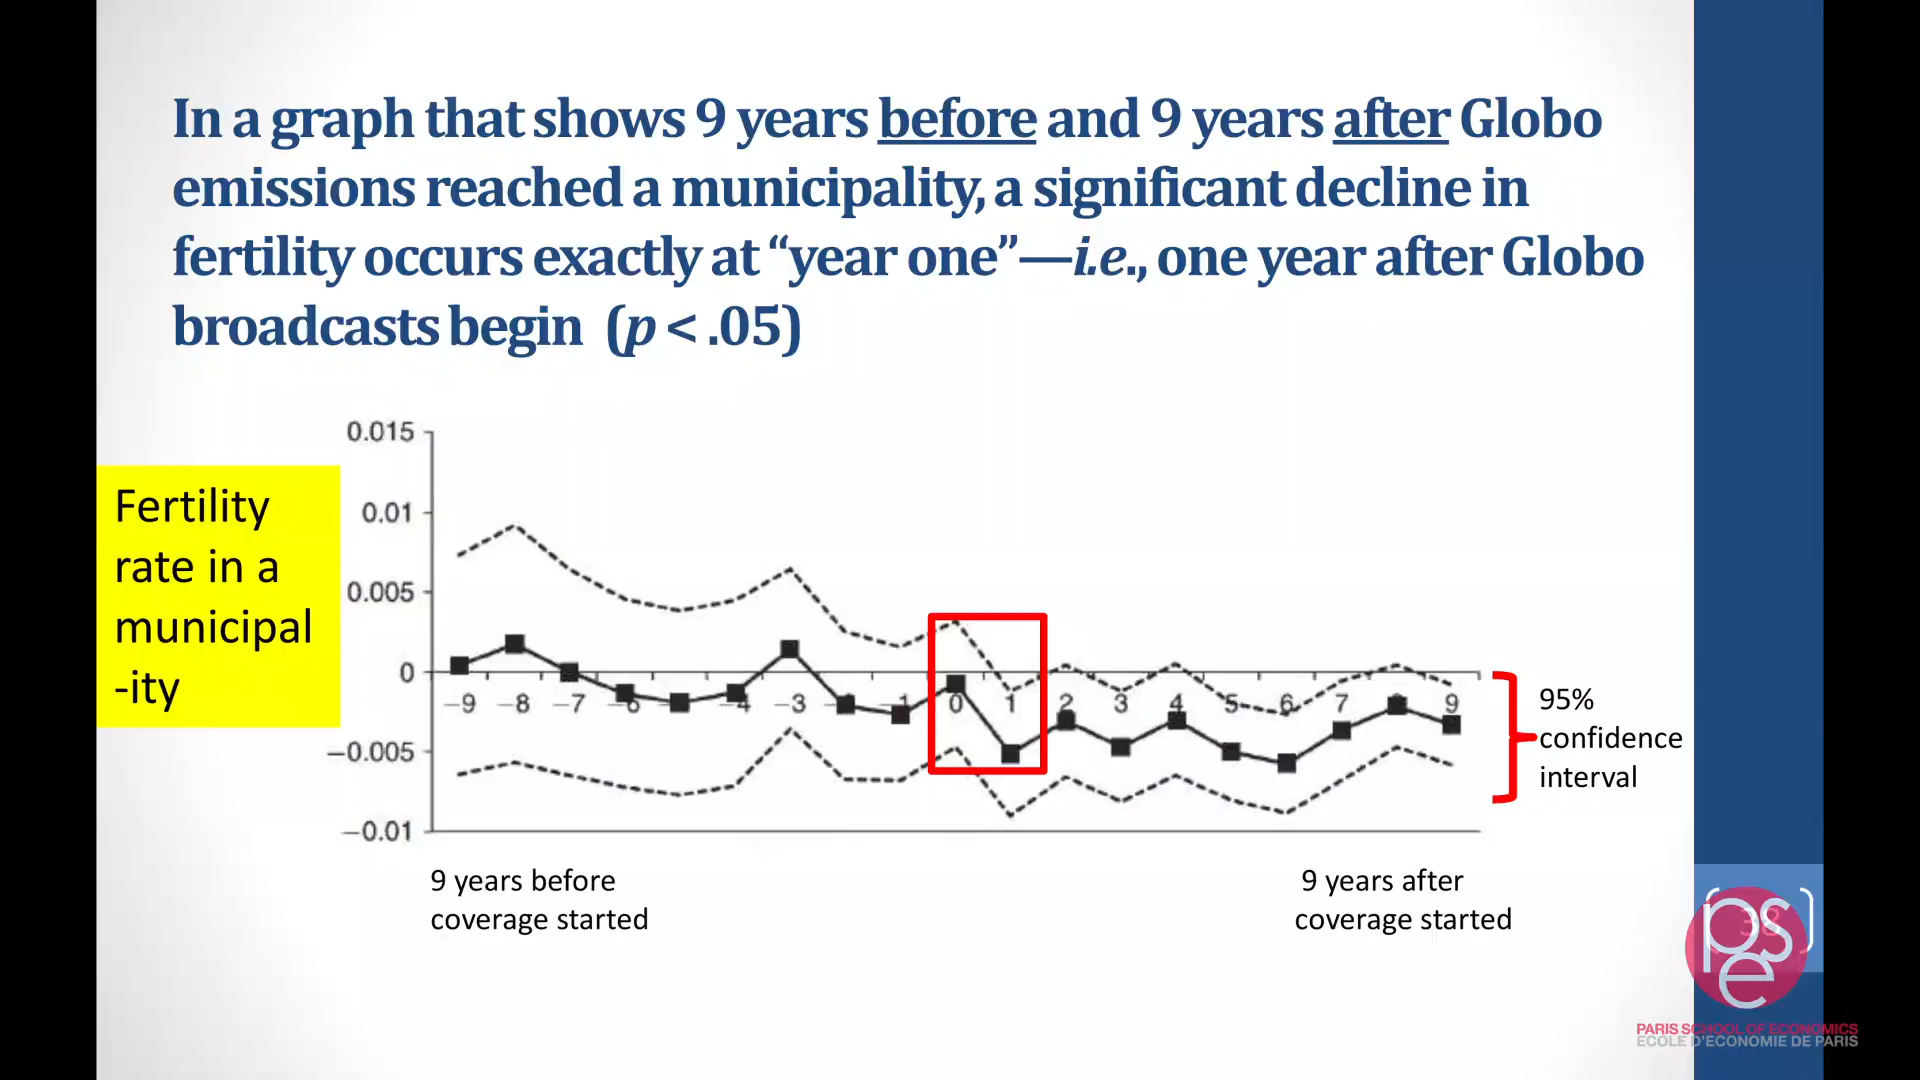 In a graph that shows 9 years before and 9 years after Globo
emissions reached a municipality, a significant decline in
fertility occurs exactly at “year one”—i.e., one year after Globo
broadcasts begin (p < .05)
Fertility
rate in a
municipal
-ity
0.015
0.01
0.005
0
−0.005
−0.01
−9 −8 −7 −6 −4 −3 −1 0 1 2 3 4 5 6 7 9
95%
confidence
interval
9 years before
coverage started
9 years after
coverage started
38
pse
PARIS SCHOOL OF ECONOMICS
ECOLE D'ECONOMIE DE PARIS